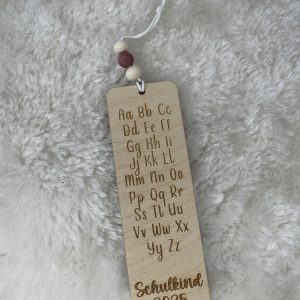 Aa Bb Cc
Dd Ee Ff
Gg Hh Ii
Jj Kk Ll
Mm Nn Oo
Pp Qq Rr
Ss Tt Uu
Vv Ww Xx
Yy Zz
Schulkind
2025